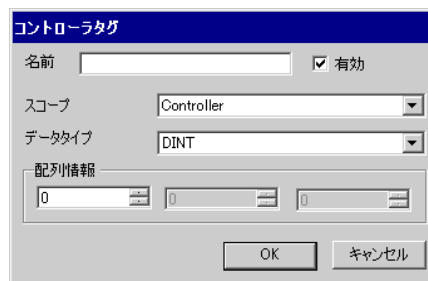 コントローラタグ
名前
有効
スコープ
Controller
データタイプ
DINT
配列情報
0 0 0
OK キャンセル